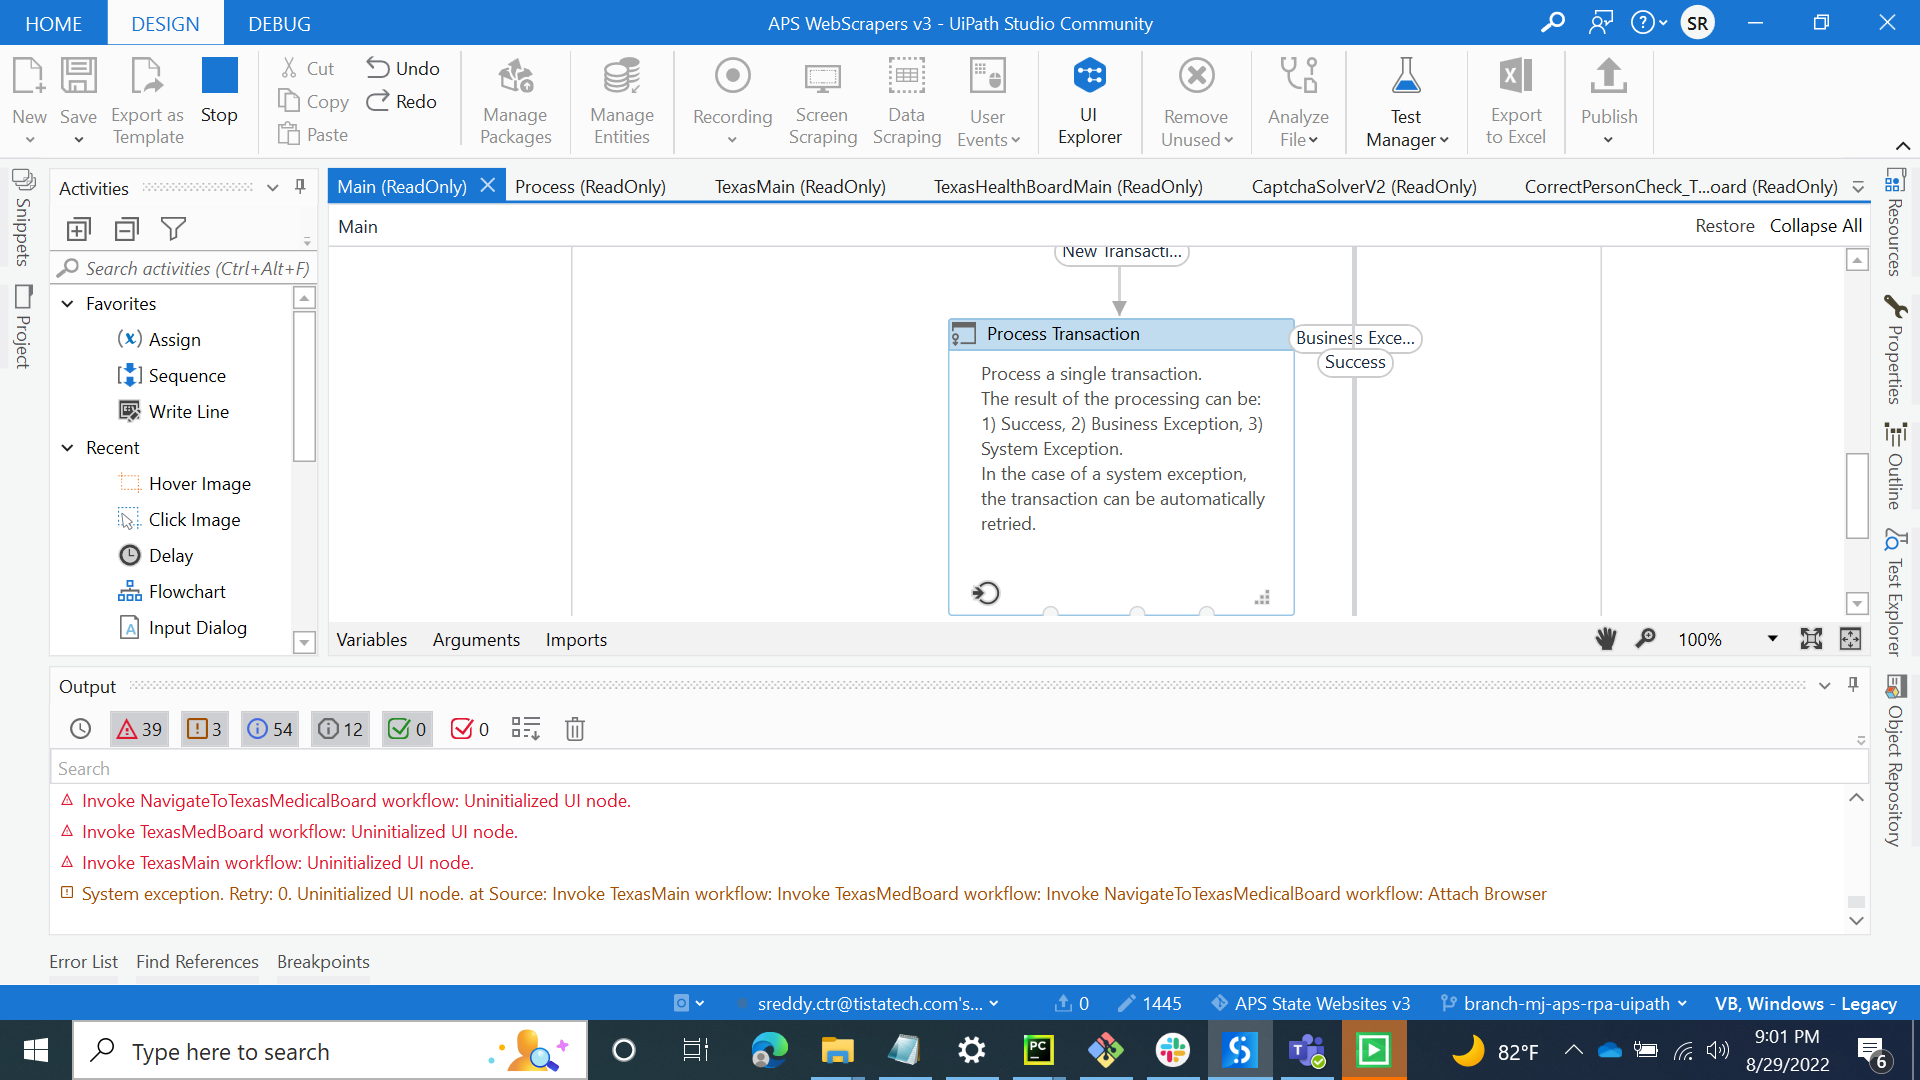 HOME DESIGN DEBUG APS WebScrapers v3 - UiPath Studio Community SR
New Save Export as Template Stop
Cut Copy Paste
Undo Redo
Manage Packages Manage Entities
Recording Screen Scraping Data Scraping User Events UI Explorer
Remove Unused Analyze File Test Manager Export to Excel Publish
Snippets
Project
Activities
Search activities (Ctrl+Alt+F)
Favorites
Assign
Sequence
Write Line
Recent
Hover Image
Click Image
Delay
Flowchart
Input Dialog
Main (ReadOnly) Process (ReadOnly) TexasMain (ReadOnly) TexasHealthBoardMain (ReadOnly) CaptchaSolverV2 (ReadOnly) CorrectPersonCheck_T...oard (ReadOnly)
Main Restore Collapse All
New Transacti...
Process Transaction
Business Exce...
Success
Process a single transaction.
The result of the processing can be:
1) Success, 2) Business Exception, 3)
System Exception.
In the case of a system exception,
the transaction can be automatically
retried.
Variables Arguments Imports 100%
Resources
Properties
Outline
Test Explorer
Object Repository
Output
39 3 54 12 0 0
Search
Invoke NavigateToTexasMedicalBoard workflow: Uninitialized UI node.
Invoke TexasMedBoard workflow: Uninitialized UI node.
Invoke TexasMain workflow: Uninitialized UI node.
System exception. Retry: 0. Uninitialized UI node. at Source: Invoke TexasMain workflow: Invoke TexasMedBoard workflow: Invoke NavigateToTexasMedicalBoard workflow: Attach Browser
Error List Find References Breakpoints
sreddy.ctr@tistatech.com's... 0 1445 APS State Websites v3 branch-mj-aps-rpa-uipath VB, Windows - Legacy
Type here to search PC 82°F 9:01 PM
8/29/2022 6